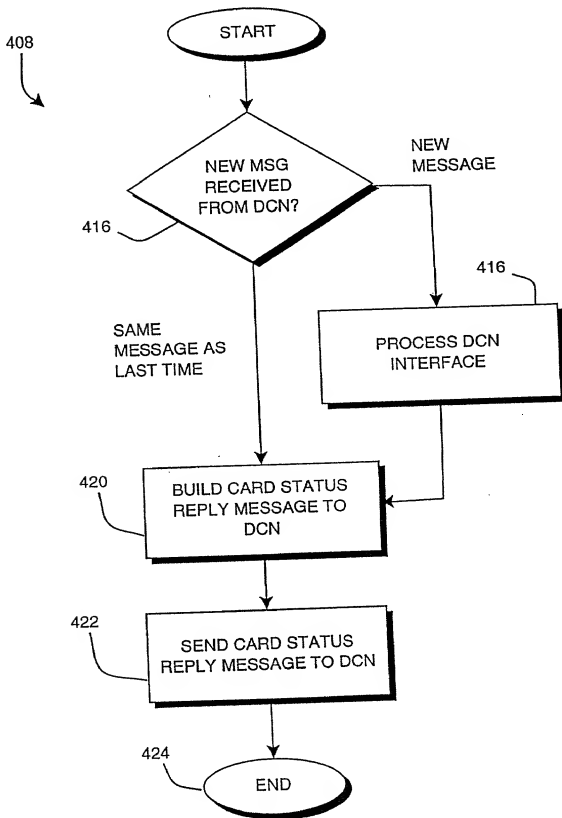 START
408
NEW MSG
RECEIVED
FROM DCN?
NEW
MESSAGE
416
416
SAME
MESSAGE AS
LAST TIME
PROCESS DCN
INTERFACE
420
BUILD CARD STATUS
REPLY MESSAGE TO
DCN
422
SEND CARD STATUS
REPLY MESSAGE TO DCN
424
END